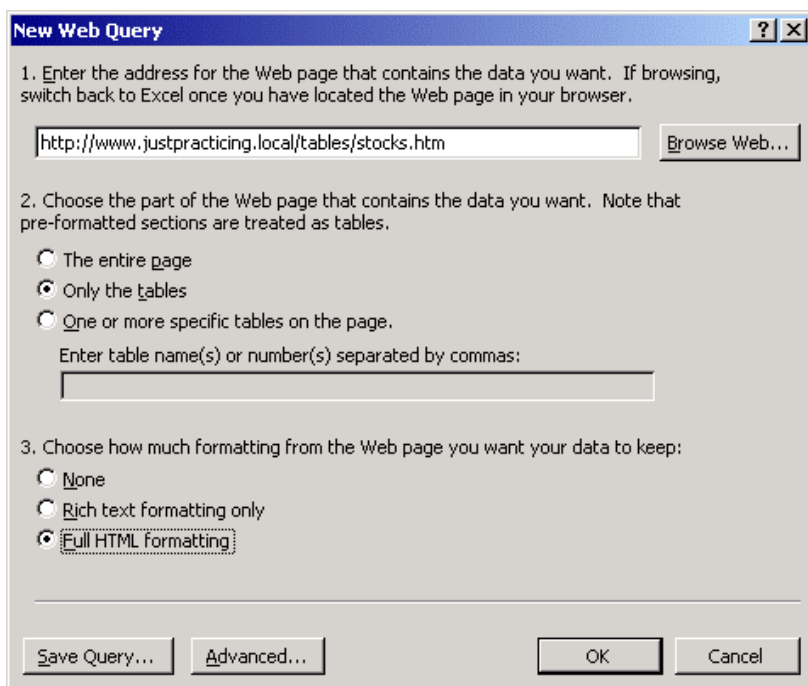 New Web Query
1. Enter the address for the Web page that contains the data you want. If browsing,
switch back to Excel once you have located the Web page in your browser.
http://www.justpracticing.local/tables/stocks.htm
Browse Web...
2. Choose the part of the Web page that contains the data you want. Note that
pre-formatted sections are treated as tables.
The entire page
Only the tables
One or more specific tables on the page.
Enter table name(s) or number(s) separated by commas:
3. Choose how much formatting from the Web page you want your data to keep:
None
Rich text formatting only
Full HTML formatting
Save Query... Advanced... OK Cancel